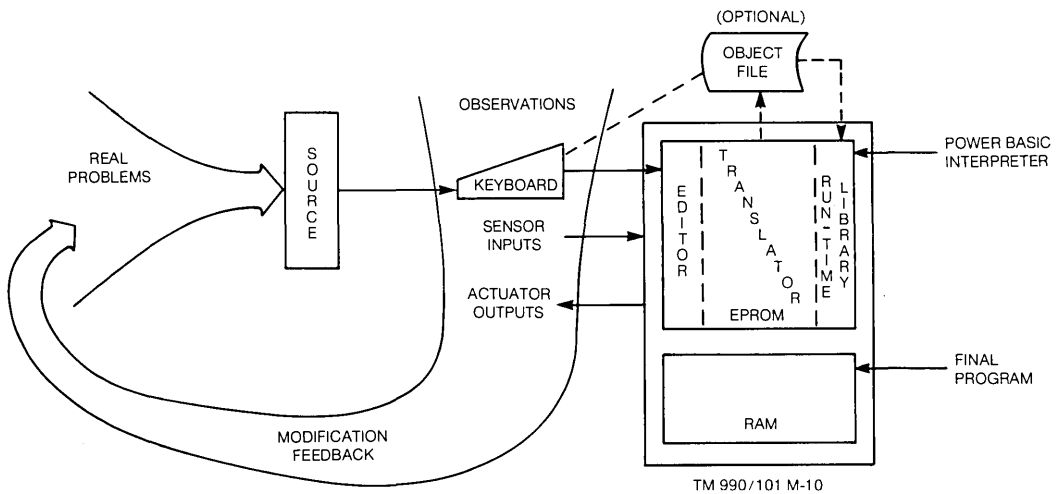 (OPTIONAL)
OBJECT
FILE
OBSERVATIONS
REAL
PROBLEMS
SOURCE
KEYBOARD
POWER BASIC
INTERPRETER
EDITOR
TRANSLATOR
RUN-TIME
LIBRARY
EPROM
SENSOR
INPUTS
ACTUATOR
OUTPUTS
FINAL
PROGRAM
RAM
MODIFICATION
FEEDBACK
TM 990/101 M-10